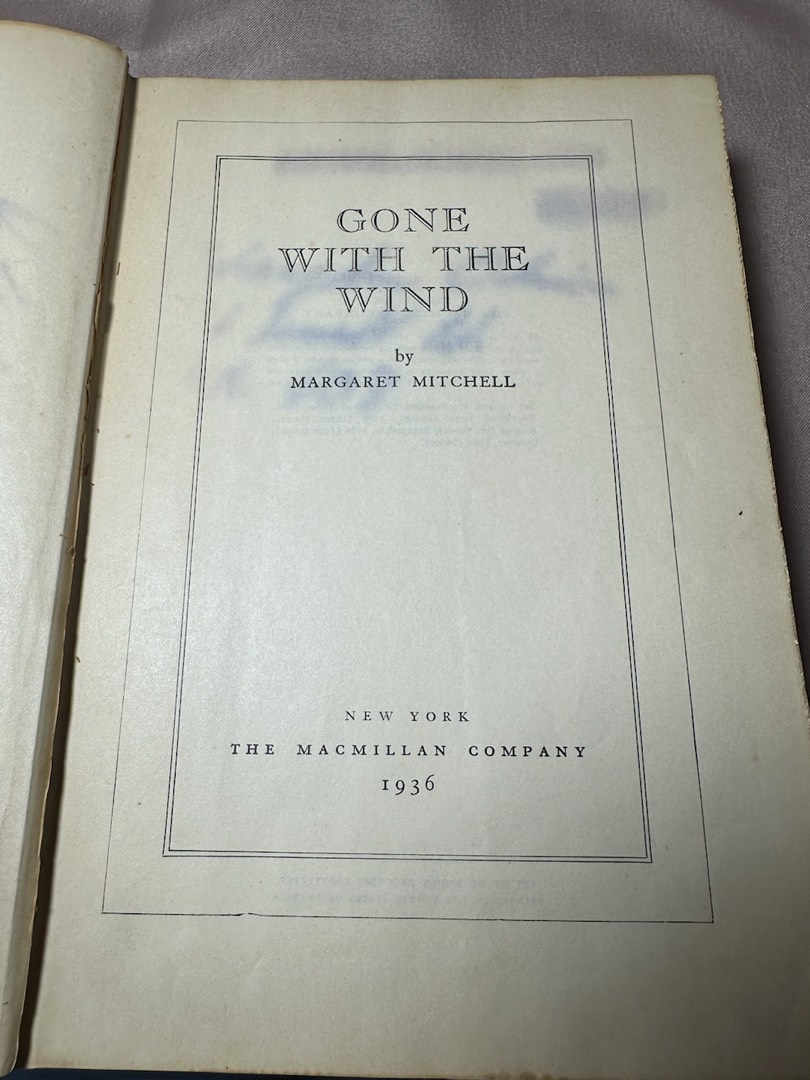 GONE
WITH THE
WIND
by
MARGARET MITCHELL
NEW YORK
THE MACMILLAN COMPANY
1936